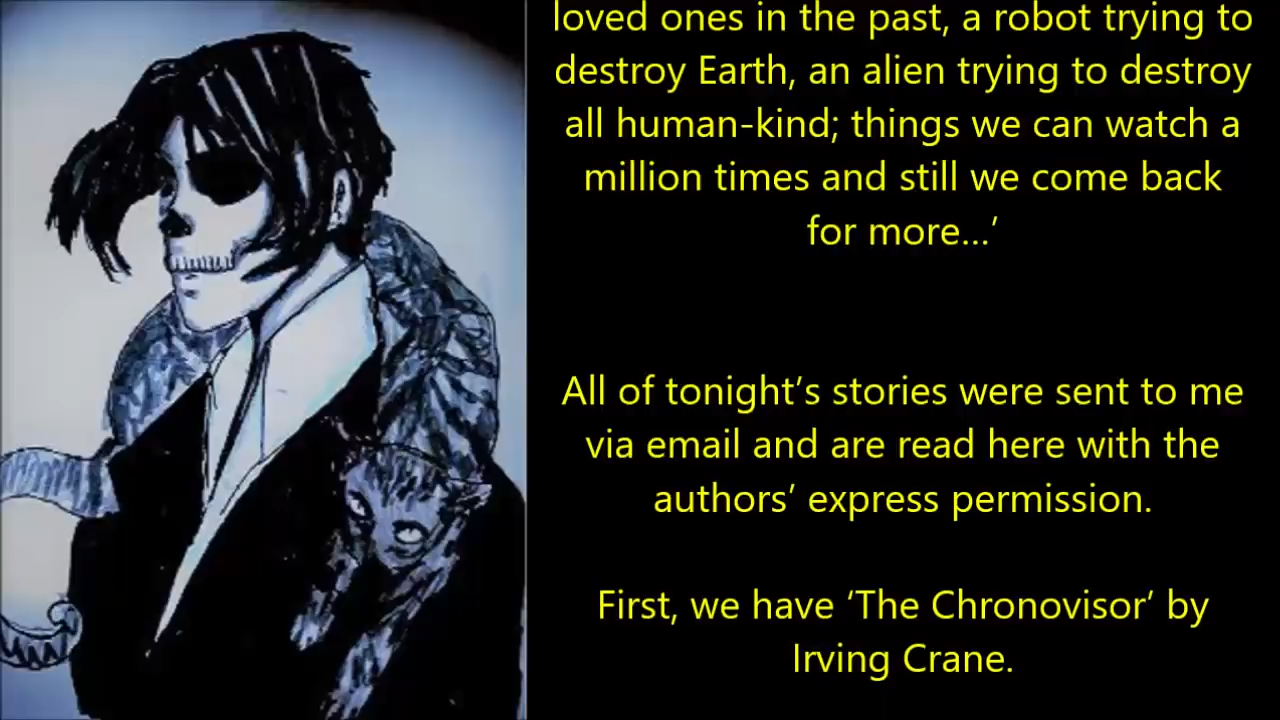 loved ones in the past, a robot trying to
destroy Earth, an alien trying to destroy
all human-kind; things we can watch a
million times and still we come back
for more...’
All of tonight’s stories were sent to me
via email and are read here with the
authors’ express permission.
First, we have ‘The Chronovisor’ by
Irving Crane.